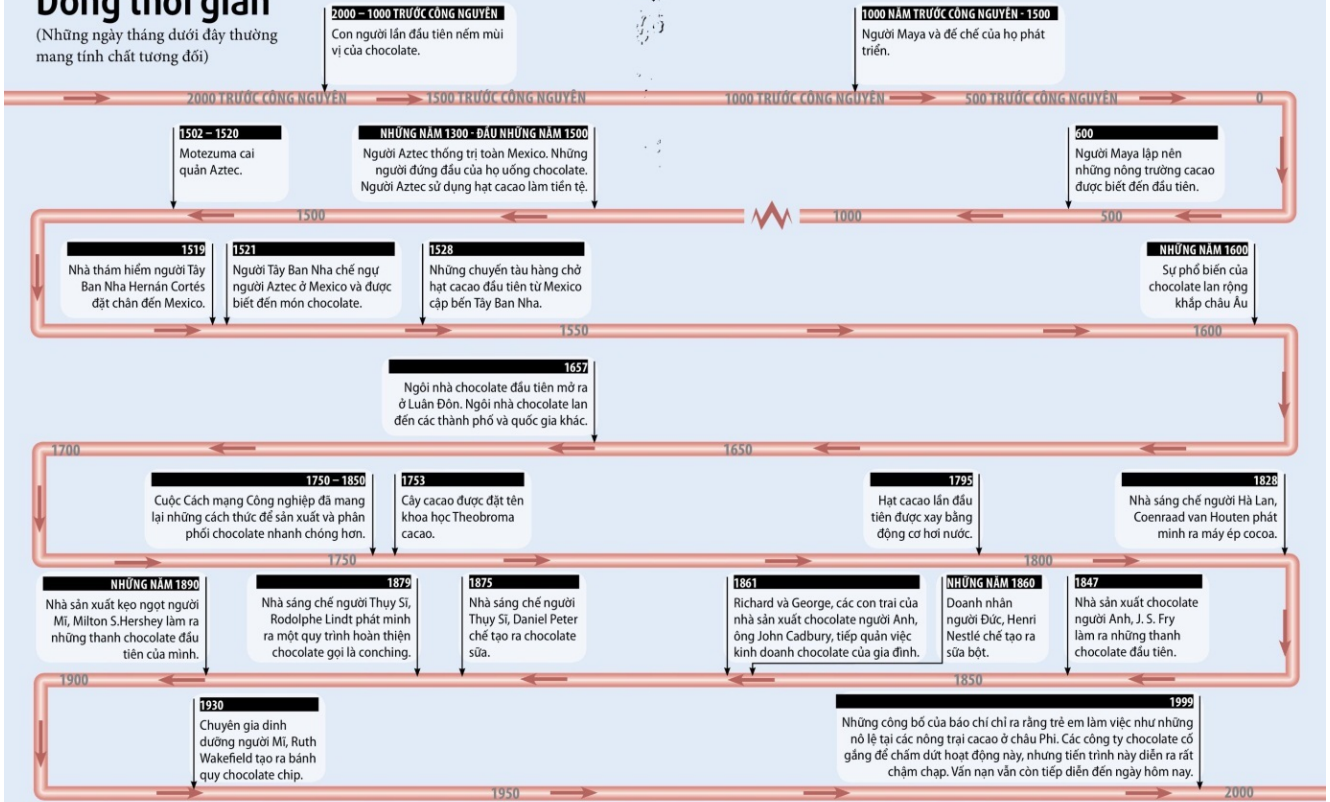 Dòng thời gian
(Những ngày tháng dưới đây thường
mang tính chất tương đối)
2000 – 1000 TRƯỚC CÔNG NGUYÊN
Con người lần đầu tiên nếm mùi
vị của chocolate.
1000 NĂM TRƯỚC CÔNG NGUYÊN - 1500
Người Maya và đế chế của họ phát
triển.
2000 TRƯỚC CÔNG NGUYÊN
1500 TRƯỚC CÔNG NGUYÊN
1000 TRƯỚC CÔNG NGUYÊN
500 TRƯỚC CÔNG NGUYÊN
0
1502 – 1520
Motezuma cai
quản Aztec.
NHỮNG NĂM 1300 - ĐẦU NHỮNG NĂM 1500
Người Aztec thống trị toàn Mexico. Những
người đứng đầu của họ uống chocolate.
Người Aztec sử dụng hạt cacao làm tiền tệ.
600
Người Maya lập nên
những nông trường cacao
được biết đến đầu tiên.
1500
1000
500
1519
Nhà thám hiểm người Tây
Ban Nha Hernán Cortés
đặt chân đến Mexico.
1521
Người Tây Ban Nha chế ngự
người Aztec ở Mexico và được
biết đến món chocolate.
1528
Những chuyến tàu hàng chở
hạt cacao đầu tiên từ Mexico
cập bến Tây Ban Nha.
NHỮNG NĂM 1600
Sự phổ biến của
chocolate lan rộng
khắp châu Âu
1550
1600
1657
Ngôi nhà chocolate đầu tiên mở ra
ở Luân Đôn. Ngôi nhà chocolate lan
đến các thành phố và quốc gia khác.
1700
1650
1750 – 1850
Cuộc Cách mạng Công nghiệp đã mang
lại những cách thức để sản xuất và phân
phối chocolate nhanh chóng hơn.
1753
Cây cacao được đặt tên
khoa học Theobroma
cacao.
1795
Hạt cacao lần đầu
tiên được xay bằng
động cơ hơi nước.
1828
Nhà sáng chế người Hà Lan,
Coenraad van Houten phát
minh ra máy ép cocoa.
1750
1800
NHỮNG NĂM 1890
Nhà sản xuất kẹo ngọt người
Mĩ, Milton S.Hershey làm ra
những thanh chocolate đầu
tiên của mình.
1879
Nhà sáng chế người Thụy Sĩ,
Rodolphe Lindt phát minh
ra một quy trình hoàn thiện
chocolate gọi là conching.
1875
Nhà sáng chế người
Thụy Sĩ, Daniel Peter
chế tạo ra chocolate
sữa.
1861
Richard và George, các con trai của
nhà sản xuất chocolate người Anh,
ông John Cadbury, tiếp quản việc
kinh doanh chocolate của gia đình.
NHỮNG NĂM 1860
Doanh nhân
người Đức, Henri
Nestlé chế tạo ra
sữa bột.
1847
Nhà sản xuất chocolate
người Anh, J. S. Fry
làm ra những thanh
chocolate đầu tiên.
1900
1850
1930
Chuyên gia dinh
dưỡng người Mĩ, Ruth
Wakefield tạo ra bánh
quy chocolate chip.
1999
Những công bố của báo chí chỉ ra rằng trẻ em làm việc như những
nô lệ tại các nông trại cacao ở châu Phi. Các công ty chocolate cố
gắng để chấm dứt hoạt động này, nhưng tiến trình này diễn ra rất
chậm chạp. Vấn nạn vẫn còn tiếp diễn đến ngày hôm nay.
1950
2000